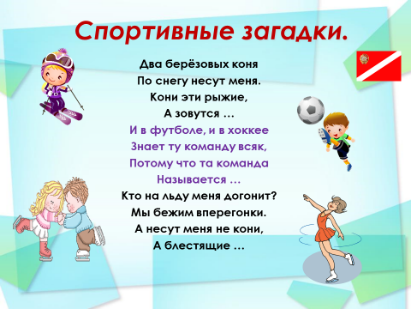 Спортивные загадки.
Два берёзовых коня
По снегу несут меня.
Кони эти рыжие,
А зовутся …
И в футболе, и в хоккее
Знает ту команду всяк,
Потому что та команда
Называется …
Кто на льду меня догонит?
Мы бежим вперегонки.
А несут меня не кони,
А блестящие …